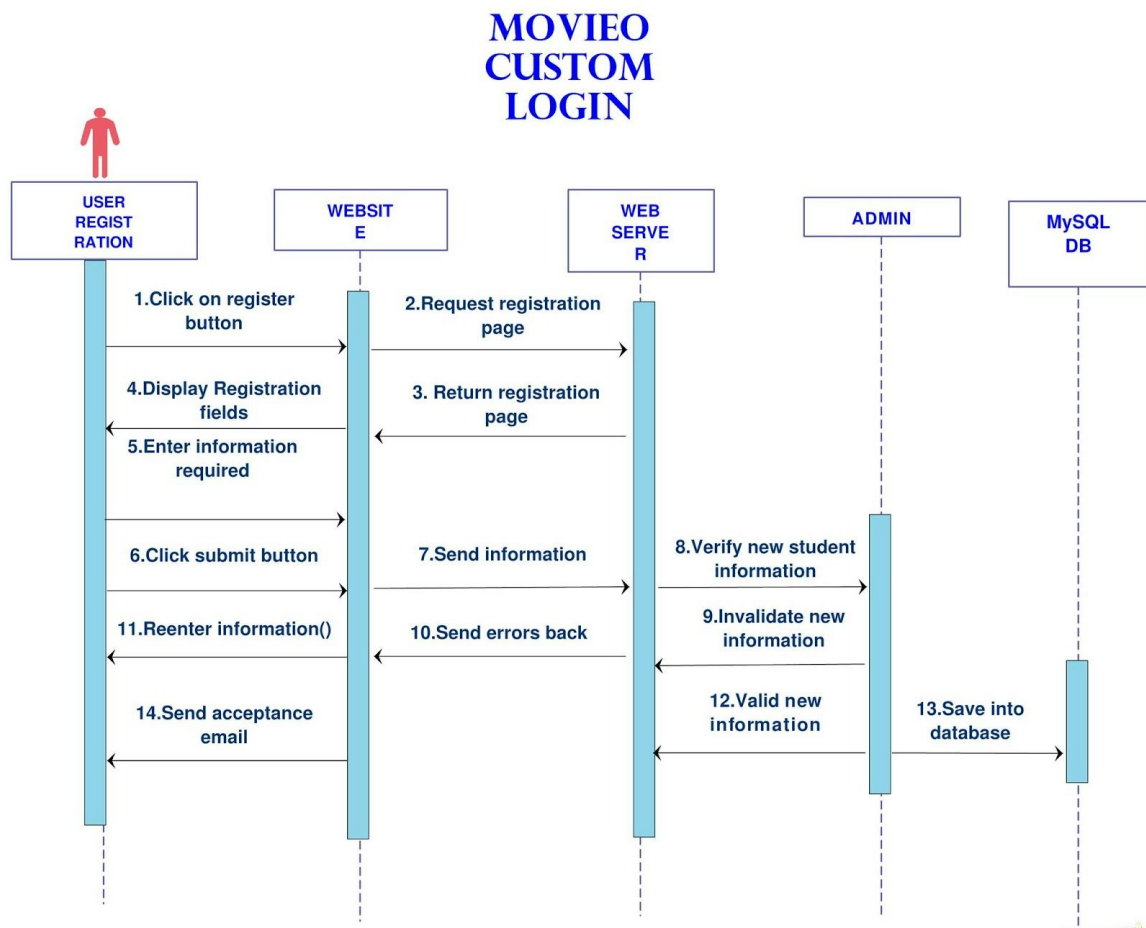 MOVIEO
CUSTOM
LOGIN
USER
REGIST
RATION
WEBSIT
E
WEB
SERVE
R
ADMIN
MySQL
DB
1.Click on register
button
2.Request registration
page
4.Display Registration
fields
3. Return registration
page
5.Enter information
required
6.Click submit button
7.Send information
8.Verify new student
information
11.Reenter information()
10.Send errors back
9.Invalidate new
information
14.Send acceptance
email
12.Valid new
information
13.Save into
database